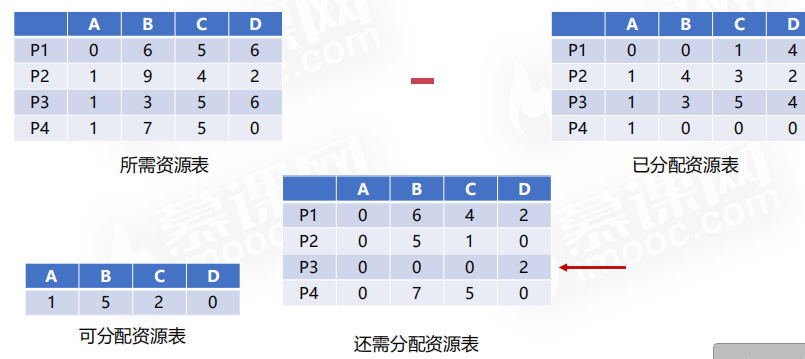 A B C D
P1 0 6 5 6
P2 1 9 4 2
P3 1 3 5 6
P4 1 7 5 0
所需资源表
A B C D
P1 0 0 1 4
P2 1 4 3 2
P3 1 3 5 4
P4 1 0 0 0
已分配资源表
A B C D
1 5 2 0
可分配资源表
A B C D
P1 0 6 4 2
P2 0 5 1 0
P3 0 0 0 2
P4 0 7 5 0
还需分配资源表
慕课网
imooc.com